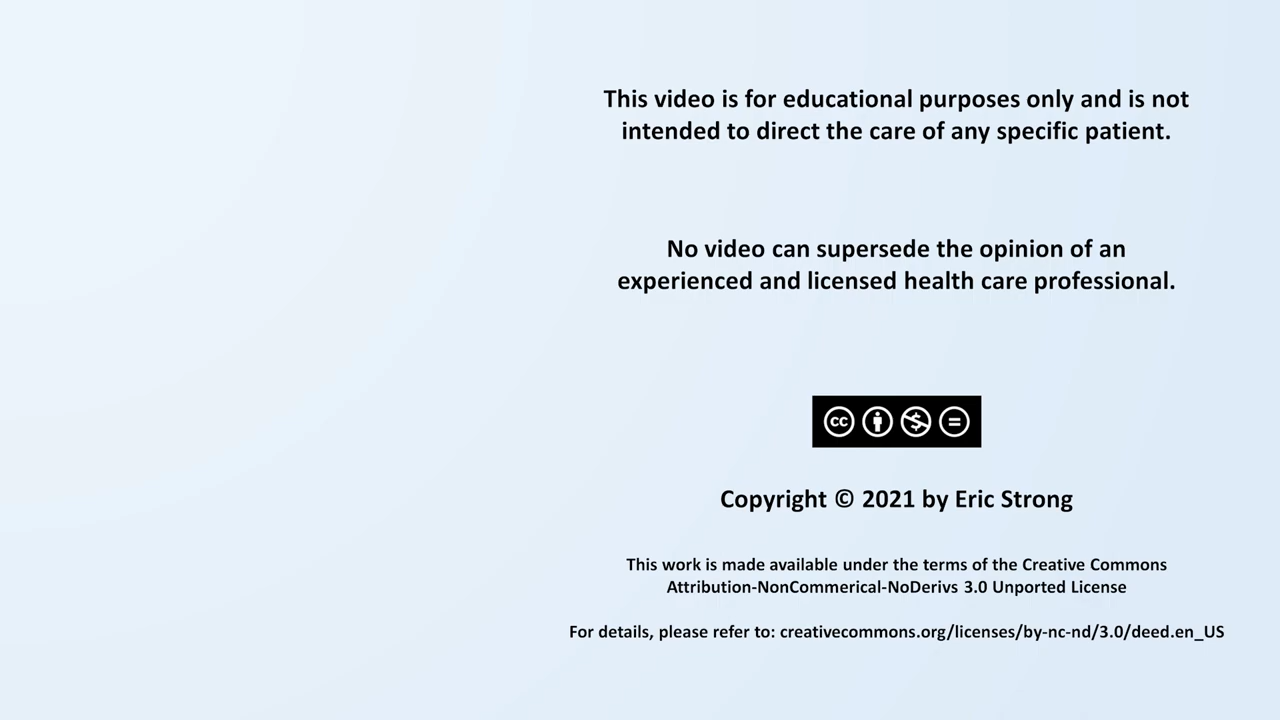 This video is for educational purposes only and is not
intended to direct the care of any specific patient.
No video can supersede the opinion of an
experienced and licensed health care professional.
cc
Copyright © 2021 by Eric Strong
This work is made available under the terms of the Creative Commons
Attribution-NonCommerical-NoDerivs 3.0 Unported License
For details, please refer to: creativecommons.org/licenses/by-nc-nd/3.0/deed.en_US